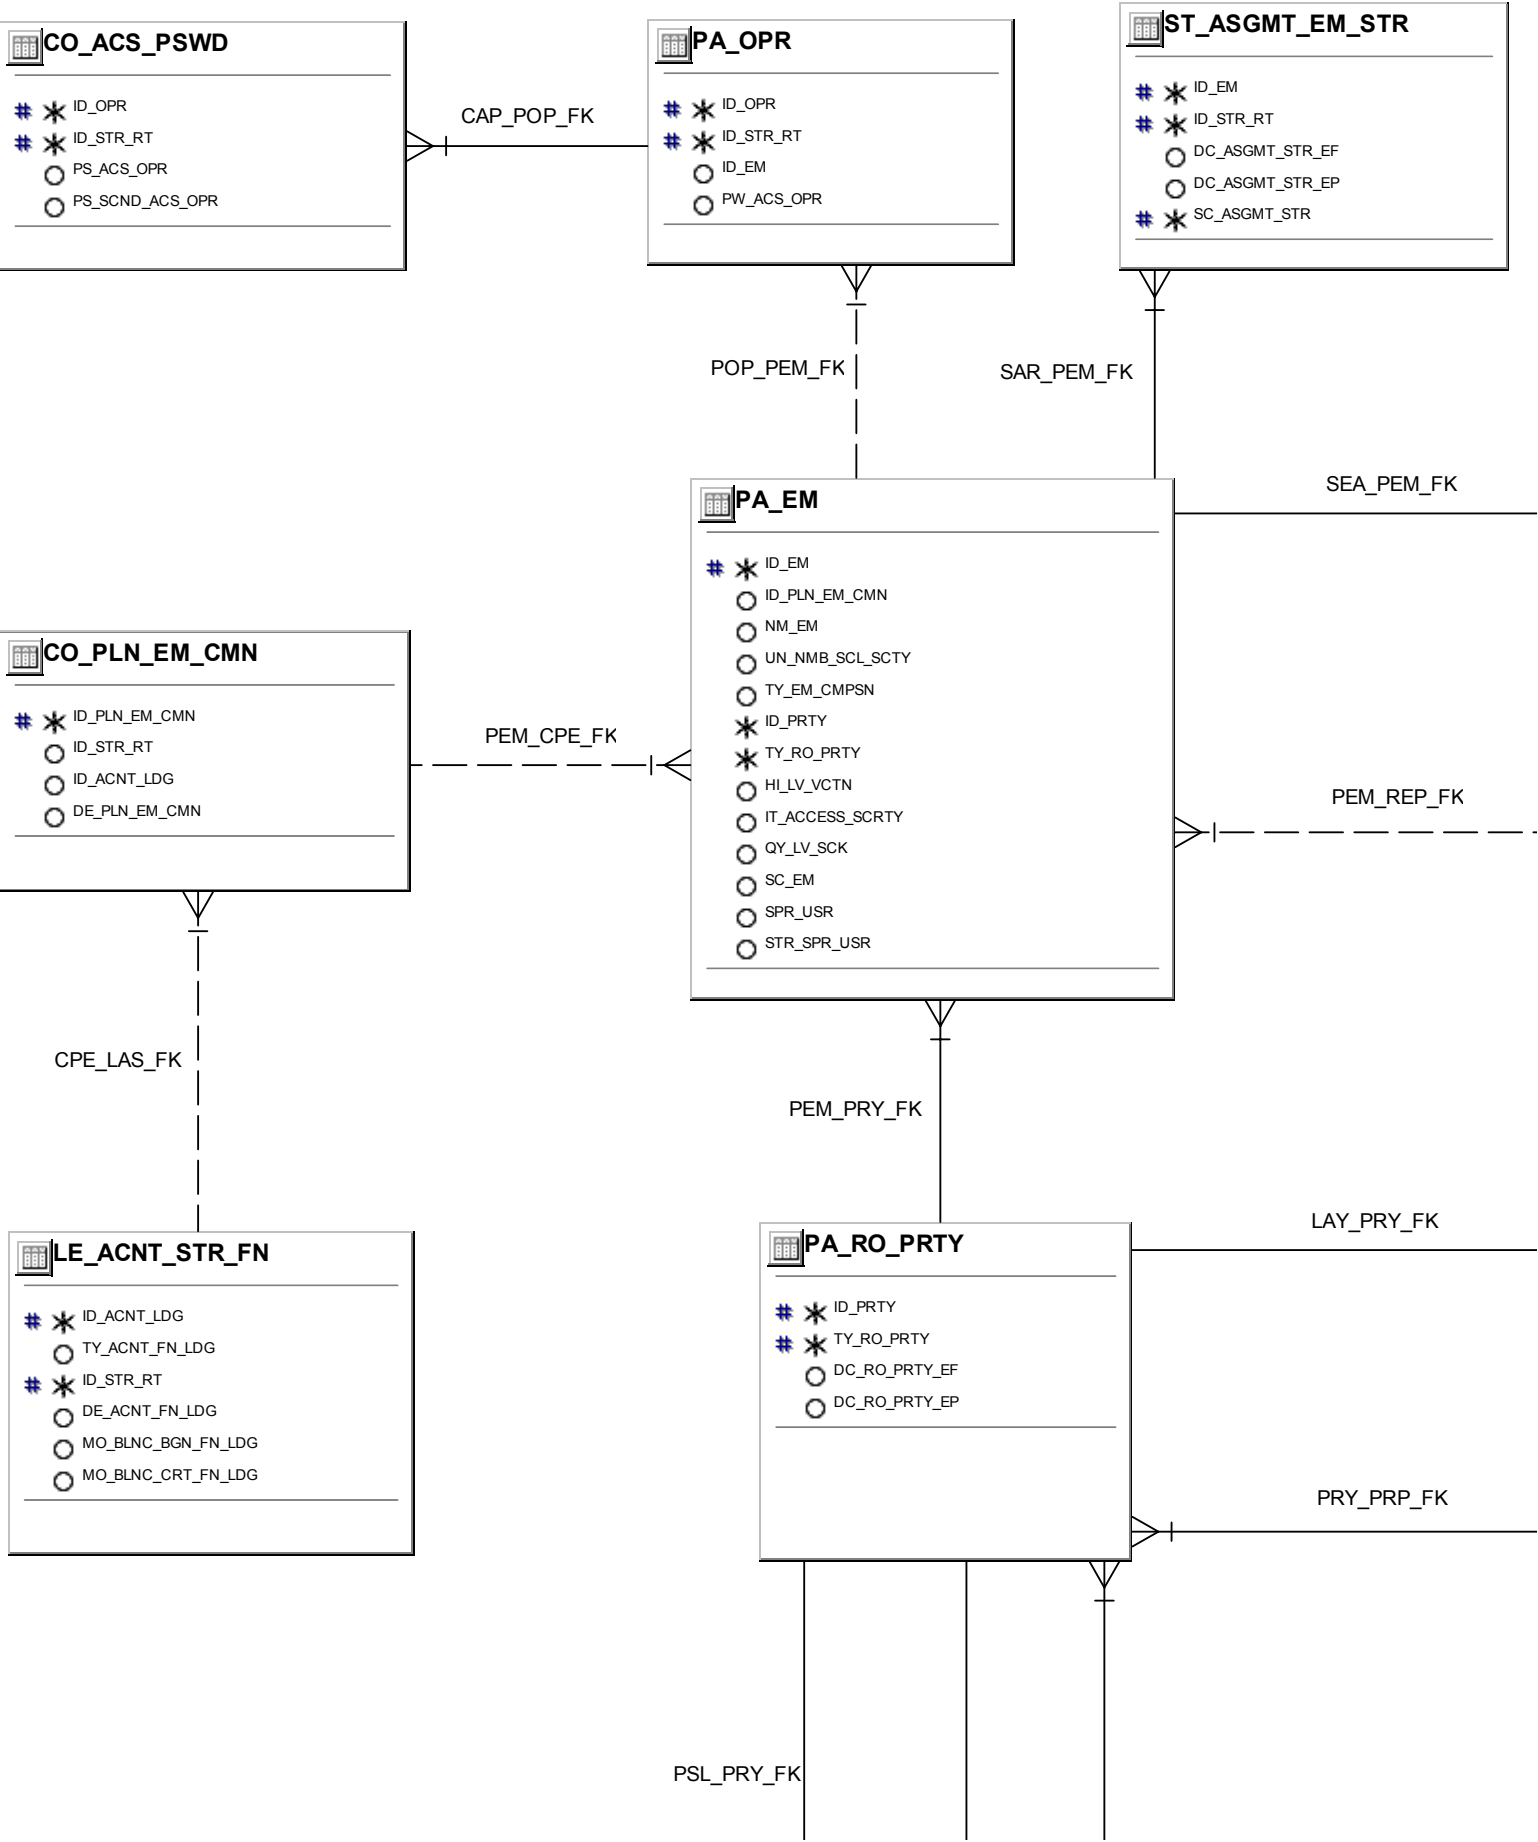 CO_ACS_PSWD
# * ID_OPR
# * ID_STR_RT
PS_ACS_OPR
PS_SCND_ACS_OPR
CAP_POP_FK
PA_OPR
# * ID_OPR
# * ID_STR_RT
ID_EM
PW_ACS_OPR
ST_ASGMT_EM_STR
# * ID_EM
# * ID_STR_RT
DC_ASGMT_STR_EF
DC_ASGMT_STR_EP
# * SC_ASGMT_STR
POP_PEM_FK
SAR_PEM_FK
SEA_PEM_FK
PA_EM
# * ID_EM
ID_PLN_EM_CMN
NM_EM
UN_NMB_SCL_SCTY
TY_EM_CMPSN
* ID_PRTY
* TY_RO_PRTY
HI_LV_VCTN
IT_ACCESS_SCRTY
QY_LV_SCK
SC_EM
SPR_USR
STR_SPR_USR
CO_PLN_EM_CMN
# * ID_PLN_EM_CMN
ID_STR_RT
ID_ACNT_LDG
DE_PLN_EM_CMN
PEM_CPE_FK
PEM_REP_FK
CPE_LAS_FK
PEM_PRY_FK
LE_ACNT_STR_FN
# * ID_ACNT_LDG
TY_ACNT_FN_LDG
# * ID_STR_RT
DE_ACNT_FN_LDG
MO_BLNC_BGN_FN_LDG
MO_BLNC_CRT_FN_LDG
PA_RO_PRTY
# * ID_PRTY
# * TY_RO_PRTY
DC_RO_PRTY_EF
DC_RO_PRTY_EP
LAY_PRY_FK
PRY_PRP_FK
PSL_PRY_FK